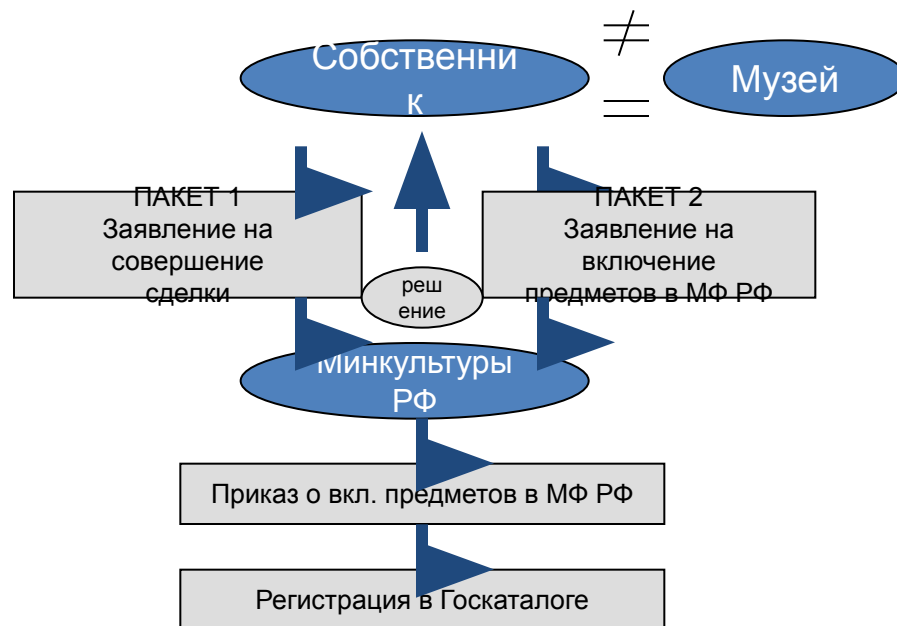 Собственни
к
≠
=
Музей
ПАКЕТ 1
Заявление на
совершение
сделки
ПАКЕТ 2
Заявление на
включение
предметов в МФ РФ
реш
ение
Минкультуры
РФ
Приказ о вкл. предметов в МФ РФ
Регистрация в Госкаталоге